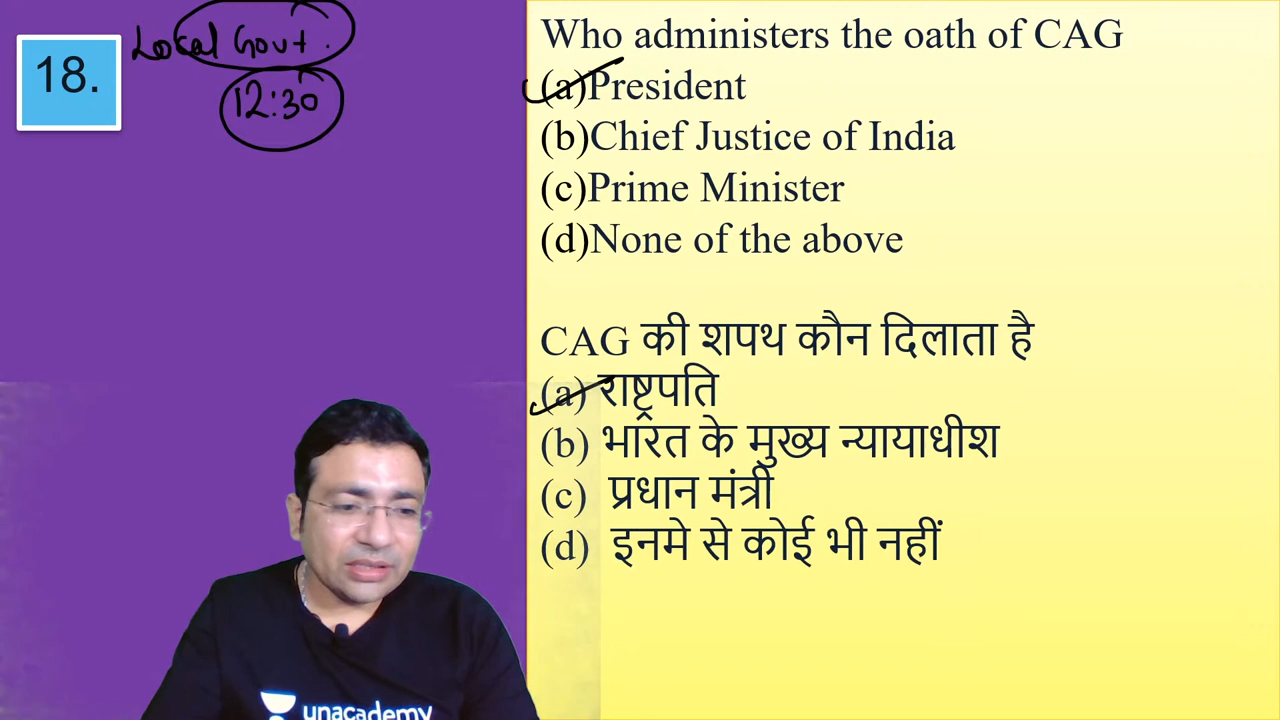 18.
Local Govt.
12:30
Who administers the oath of CAG
(a)President
(b)Chief Justice of India
(c)Prime Minister
(d)None of the above
CAG की शपथ कौन दिलाता है
(a) राष्ट्रपति
(b) भारत के मुख्य न्यायाधीश
(c) प्रधान मंत्री
(d) इनमे से कोई भी नहीं
unacademy